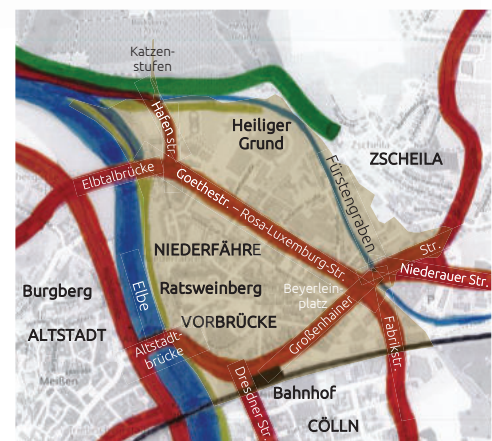 Katzen-
stufen
Hafenstr.
Heiliger
Grund
ZSCHEILA
Zscheila
Fürstengraben
Elbtalbrücke
Goethestr. – Rosa-Luxemburg-Str.
NIEDERFÄHRE
Str.
Niederauer Str.
Burgberg
Elbe
Ratsweinberg
Beyerlein-
platz
VORBRÜCKE
Großenhainer
Fabrikstr.
ALTSTADT
Altstadt-
brücke
Meißen
Dresdner Str.
Bahnhof
CÖLLN